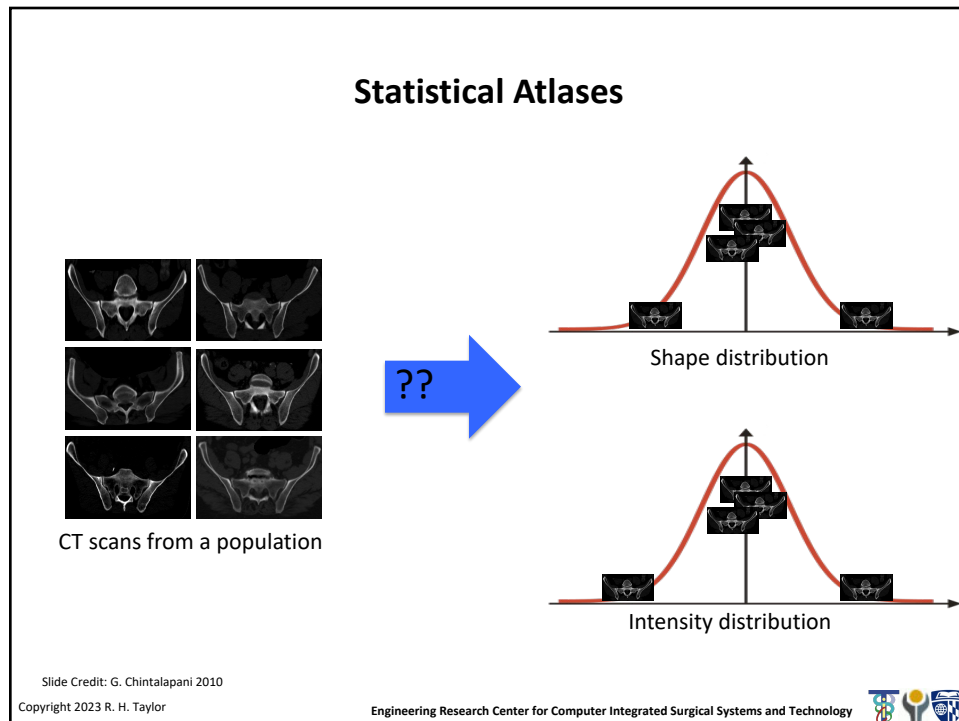 Statistical Atlases
CT scans from a population
??
Shape distribution
Intensity distribution
Slide Credit: G. Chintalapani 2010
Copyright 2023 R. H. Taylor
Engineering Research Center for Computer Integrated Surgical Systems and Technology